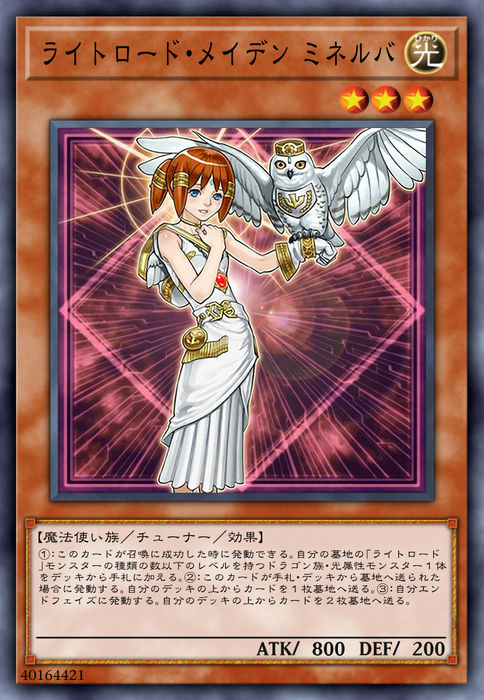 ライトロード・メイデン ミネルバ
ひかり
光
【魔法使い族／チューナー／効果】
①:このカードが召喚に成功した時に発動できる。自分の墓地の「ライトロード」
モンスターの種類の数以下のレベルを持つドラゴン族・光属性モンスター１体
をデッキから手札に加える。②:このカードが手札・デッキから墓地へ送られた
場合に発動する。自分のデッキの上からカードを１枚墓地へ送る。③:自分エン
ドフェイズに発動する。自分のデッキの上からカードを２枚墓地へ送る。
ATK/ 800 DEF/ 200
40164421